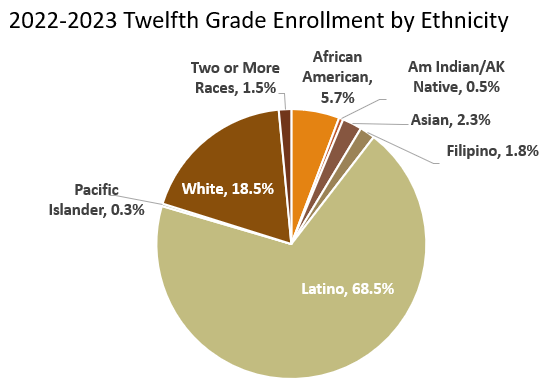 2022-2023 Twelfth Grade Enrollment by Ethnicity
Two or More
Races, 1.5%
African
American,
5.7%
Am Indian/AK
Native, 0.5%
Asian, 2.3%
Filipino, 1.8%
White, 18.5%
Pacific
Islander, 0.3%
Latino, 68.5%